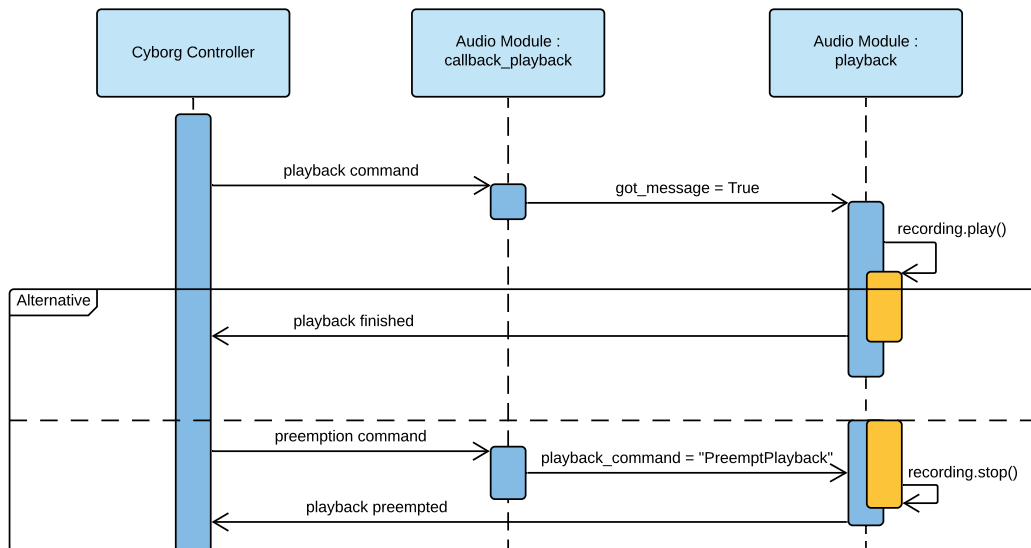 Cyborg Controller
Audio Module :
callback_playback
Audio Module :
playback
playback command
got_message = True
recording.play()
Alternative
playback finished
preemption command
playback_command = "PreemptPlayback"
recording.stop()
playback preempted